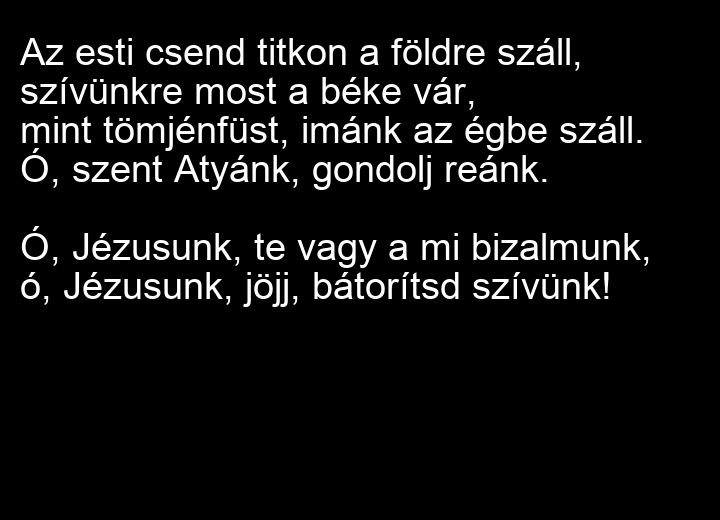 Az esti csend titkon a földre száll,
szívünkre most a béke vár,
mint tömjénfüst, imánk az égbe száll.
Ó, szent Atyánk, gondolj reánk.

Ó, Jézusunk, te vagy a mi bizalmunk,
ó, Jézusunk, jöjj, bátorítsd szívünk!